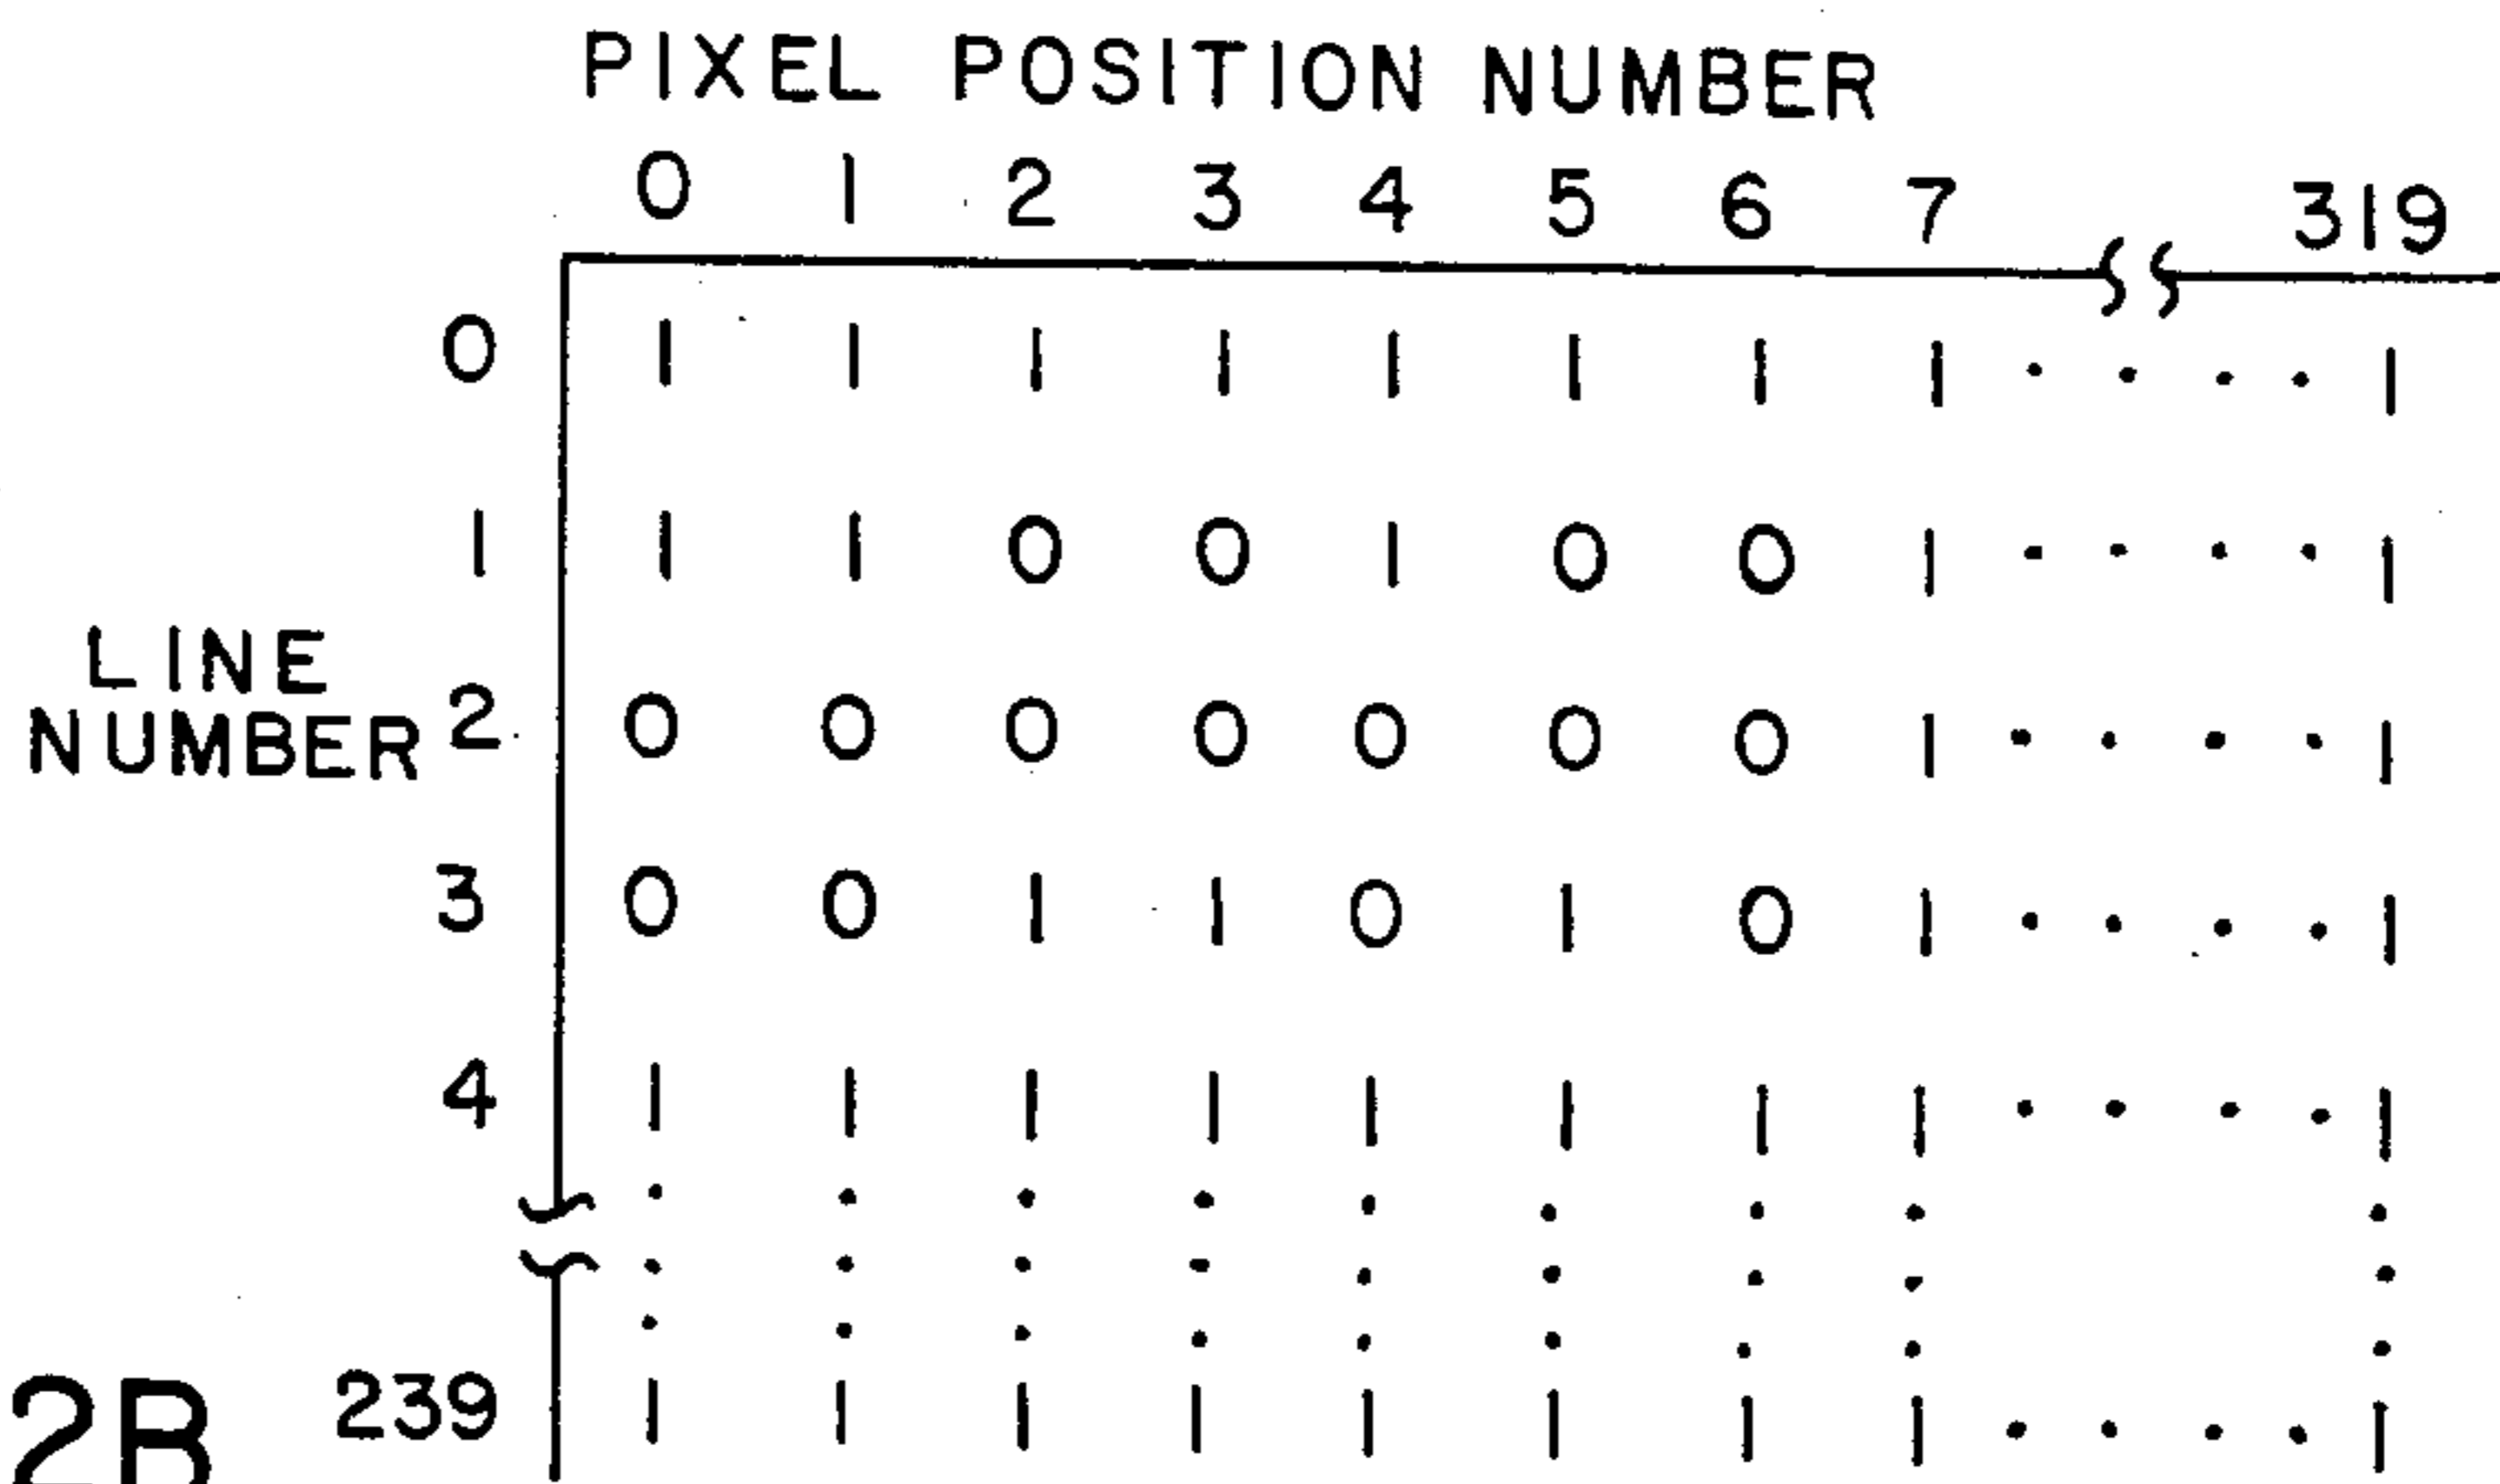 PIXEL POSITION NUMBER
0 1 2 3 4 5 6 7 319
0 1 1 1 1 1 1 1 1 . . . . 1
1 1 1 0 0 1 0 0 1 . . . . 1
LINE
NUMBER
2 0 0 0 0 0 0 0 1 . . . . 1
3 0 0 1 1 0 1 0 1 . . . . 1
4 1 1 1 1 1 1 1 1 . . . . 1
. . . . . . . . .
. . . . . . . . .
. . . . . . . . .
239 1 1 1 1 1 1 1 1 . . . . 1
2B